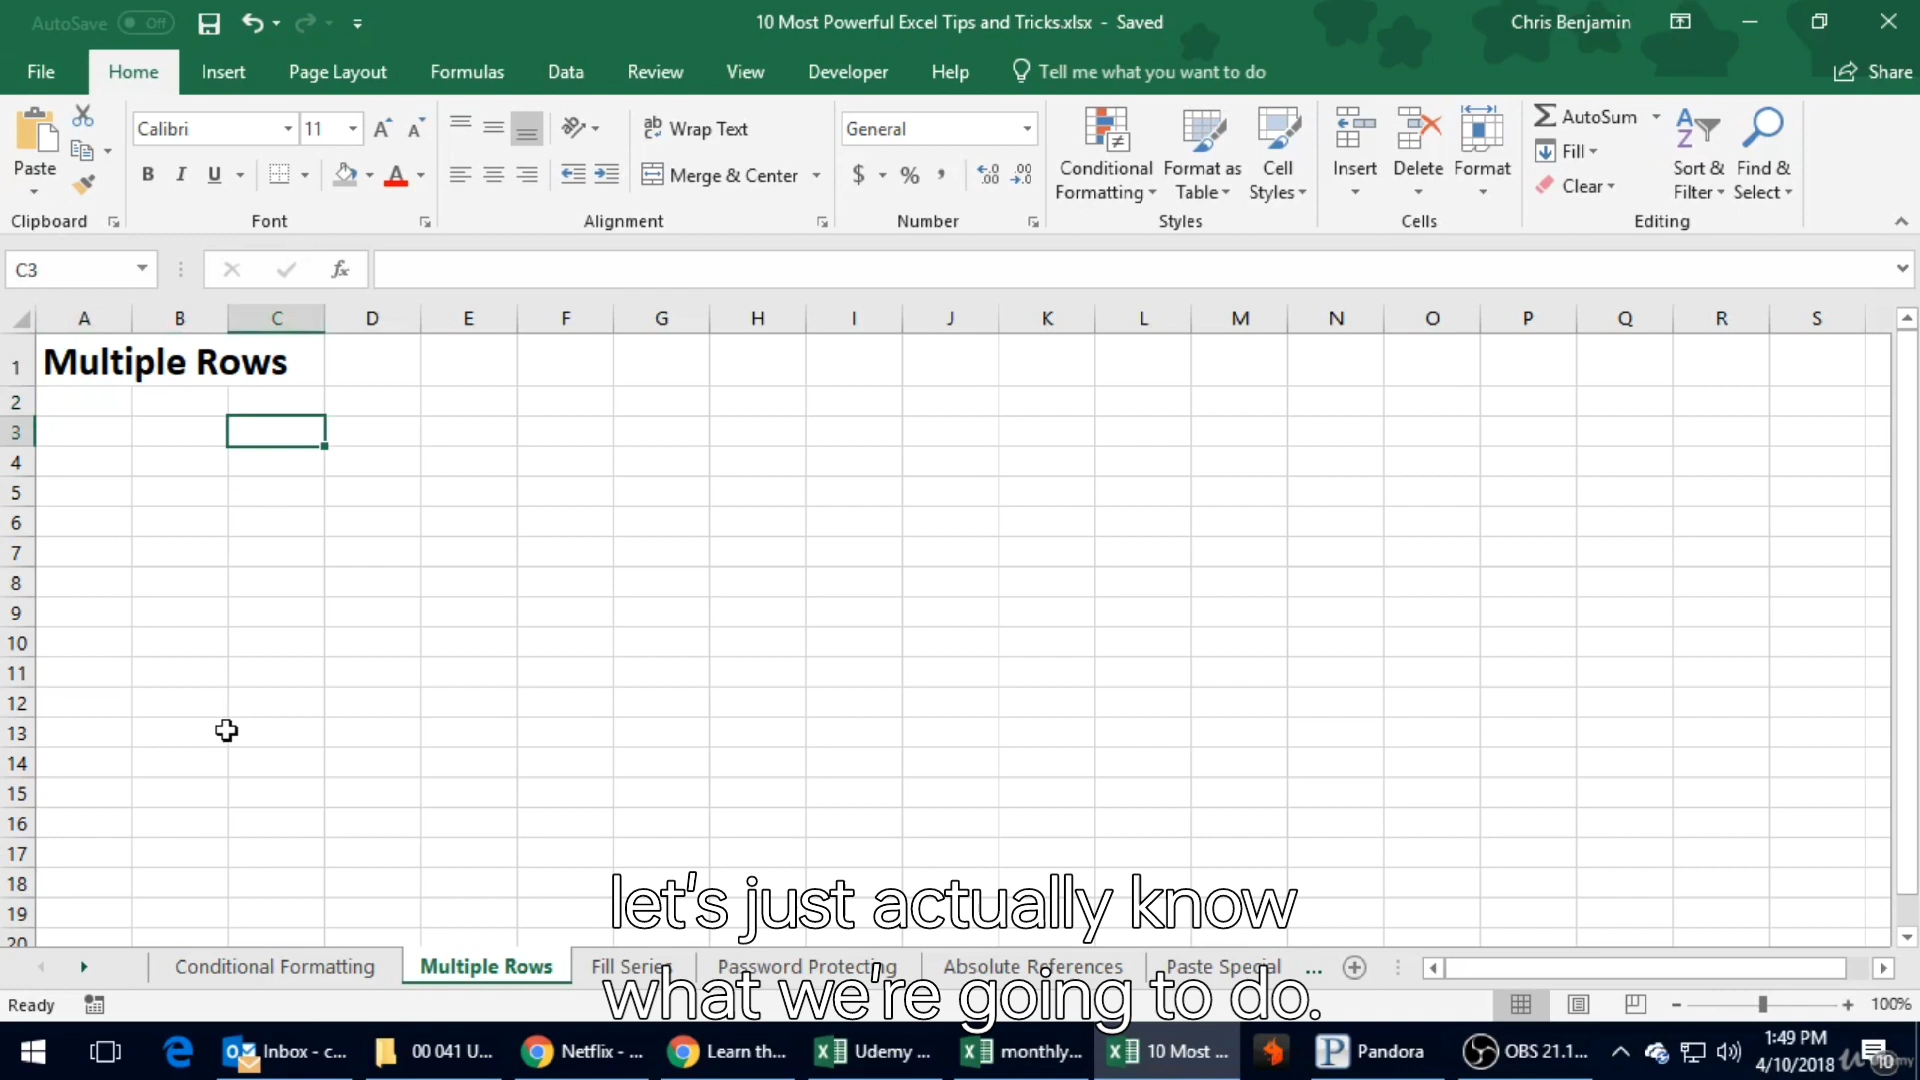 AutoSave Off 10 Most Powerful Excel Tips and Tricks.xlsx - Saved Chris Benjamin
File Home Insert Page Layout Formulas Data Review View Developer Help Tell me what you want to do Share
Paste Calibri 11 A A ab Wrap Text General Conditional Formatting Format as Table Cell Styles Insert Delete Format AutoSum Sort & Filter Find & Select
B I U A Merge & Center $ % , Fill
Clear
Clipboard Font Alignment Number Styles Cells Editing
C3 fx
A B C D E F G H I J K L M N O P Q R S
1 Multiple Rows
2
3
4
5
6
7
8
9
10
11
12
13
14
15
16
17
18
19
20
let's just actually know
what we're going to do.
Conditional Formatting Multiple Rows Fill Series Password Protecting Absolute References Paste Special ...
Ready 100%
Inbox - c... 00 041 U... Netflix - ... Learn th... Udemy ... monthly... 10 Most ... Pandora OBS 21.1... 1:49 PM
4/10/2018 10